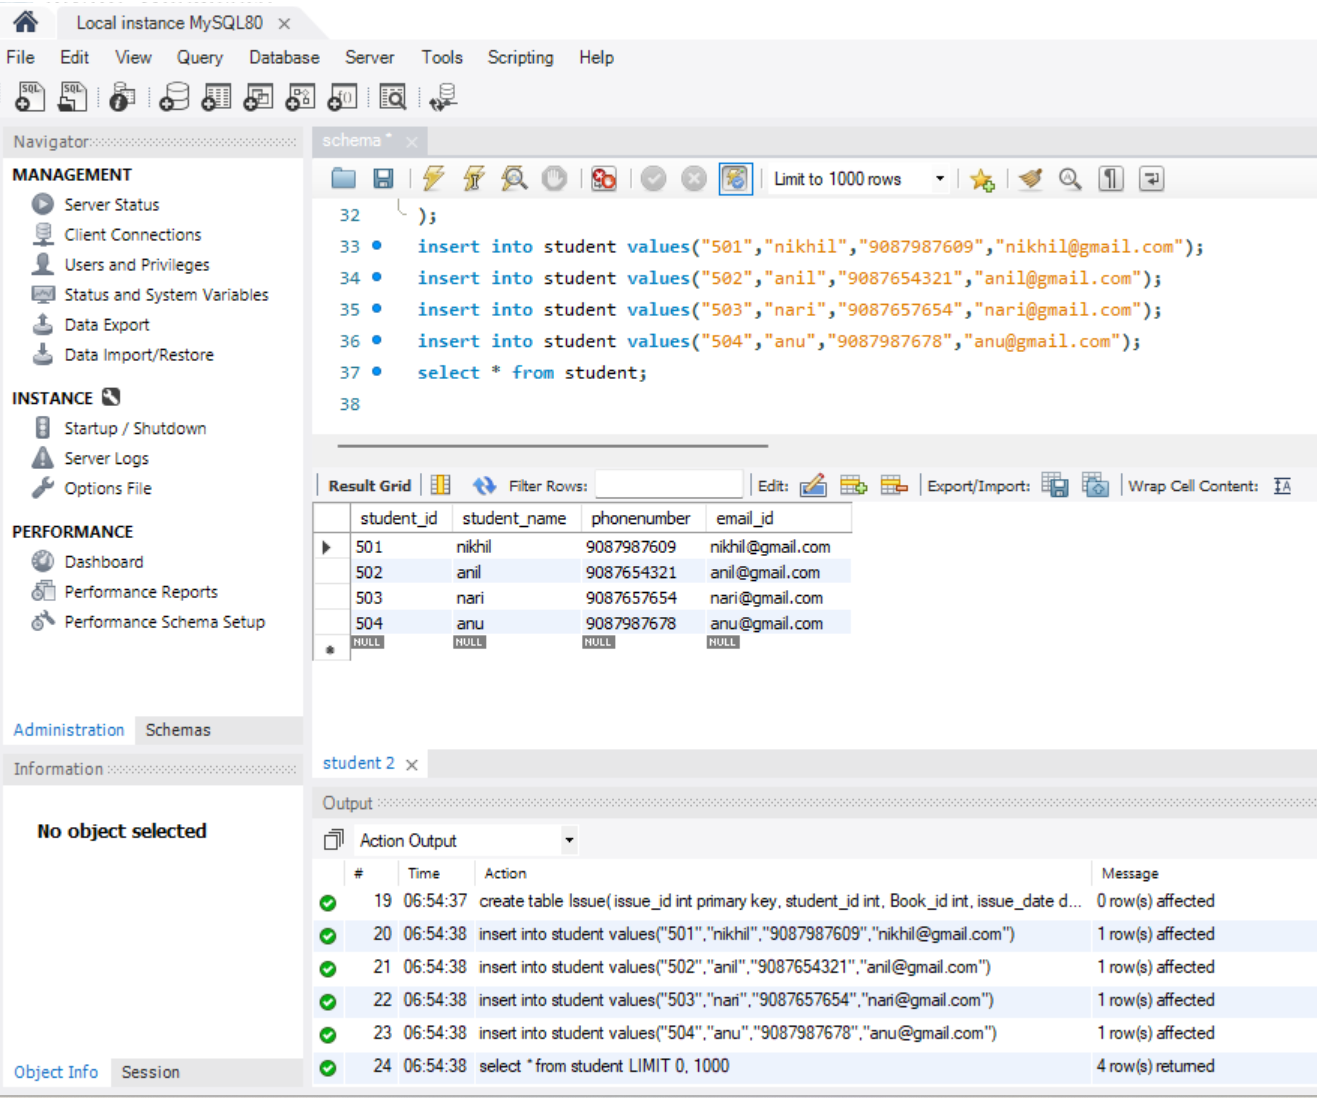 Local instance MySQL80
File Edit View Query Database Server Tools Scripting Help
Navigator
MANAGEMENT
Server Status
Client Connections
Users and Privileges
Status and System Variables
Data Export
Data Import/Restore
INSTANCE
Startup / Shutdown
Server Logs
Options File
PERFORMANCE
Dashboard
Performance Reports
Performance Schema Setup
Administration Schemas
Information
No object selected
Object Info Session
schema*
Limit to 1000 rows
32 );
33 insert into student values("501","nikhil","9087987609","nikhil@gmail.com");
34 insert into student values("502","anil","9087654321","anil@gmail.com");
35 insert into student values("503","nari","9087657654","nari@gmail.com");
36 insert into student values("504","anu","9087987678","anu@gmail.com");
37 select * from student;
38
Result Grid Filter Rows: Edit: Export/Import: Wrap Cell Content:
student_id student_name phonenumber email_id
501 nikhil 9087987609 nikhil@gmail.com
502 anil 9087654321 anil@gmail.com
503 nari 9087657654 nari@gmail.com
504 anu 9087987678 anu@gmail.com
NULL NULL NULL NULL
student 2
Output
Action Output
# Time Action Message
19 06:54:37 create table Issue( issue_id int primary key, student_id int, Book_id int, issue_date d... 0 row(s) affected
20 06:54:38 insert into student values("501","nikhil","9087987609","nikhil@gmail.com") 1 row(s) affected
21 06:54:38 insert into student values("502","anil","9087654321","anil@gmail.com") 1 row(s) affected
22 06:54:38 insert into student values("503","nari","9087657654","nari@gmail.com") 1 row(s) affected
23 06:54:38 insert into student values("504","anu","9087987678","anu@gmail.com") 1 row(s) affected
24 06:54:38 select * from student LIMIT 0, 1000 4 row(s) returned